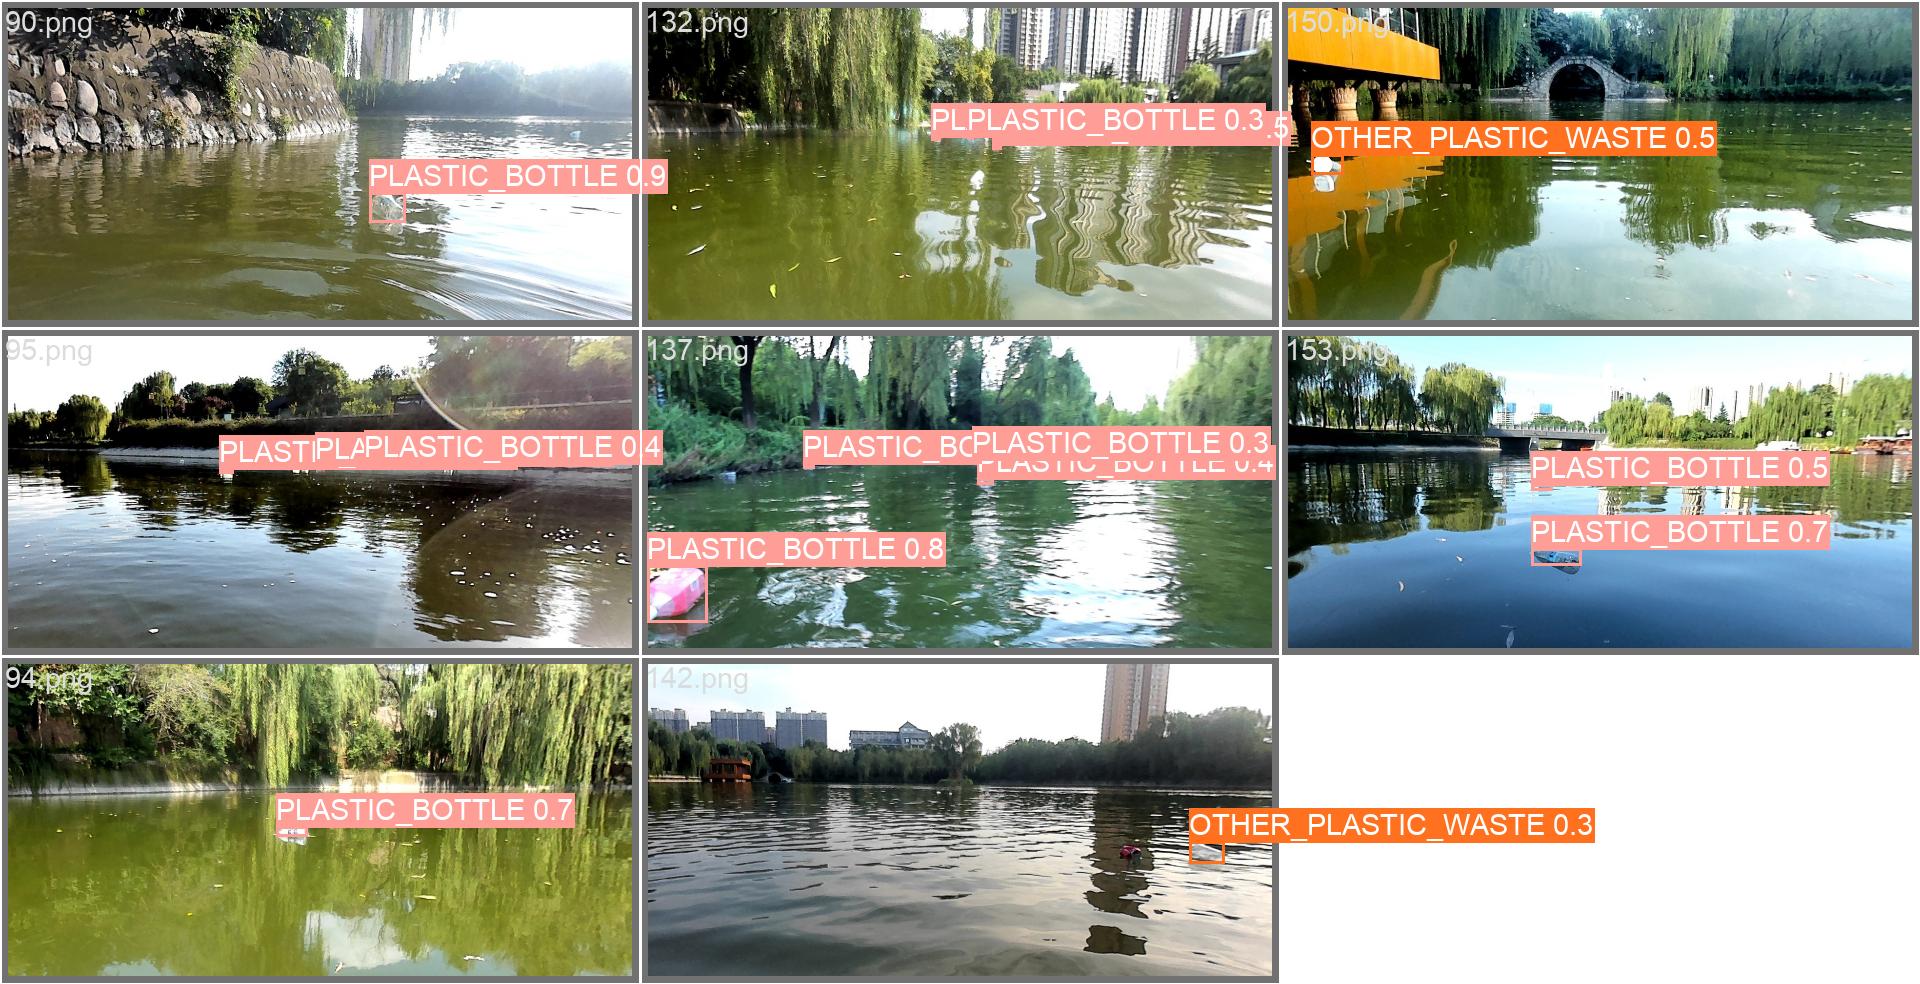 90.png
PLASTIC_BOTTLE 0.9
132.png
PLPLASTIC_BOTTLE 0.3
.5
150.png
OTHER_PLASTIC_WASTE 0.5
95.png
PLASTI
PLA
PLASTIC_BOTTLE 0.4
137.png
PLASTIC_BO
PLASTIC_BOTTLE 0.3
PLASTIC_BOTTLE 0.4
PLASTIC_BOTTLE 0.8
153.png
PLASTIC_BOTTLE 0.5
PLASTIC_BOTTLE 0.7
94.png
PLASTIC_BOTTLE 0.7
142.png
OTHER_PLASTIC_WASTE 0.3